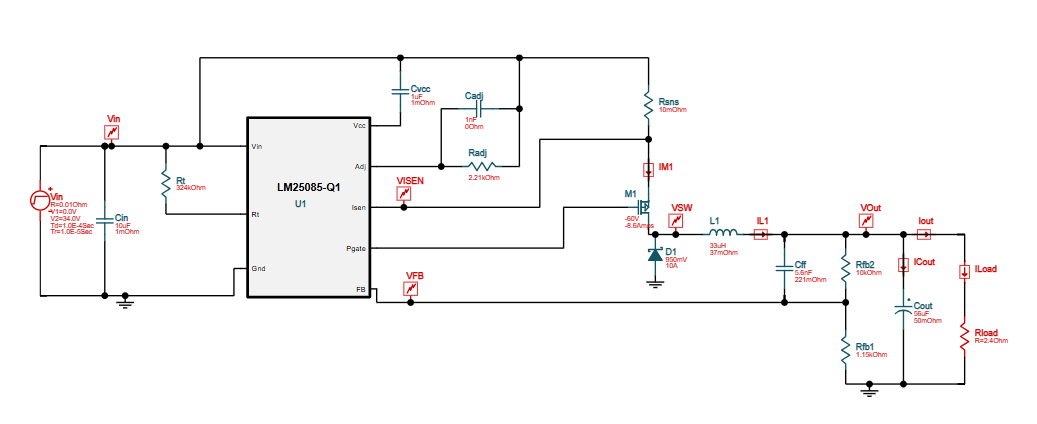 Vin
Vin
R=0.01Ohm
V1=0.0V
V2=34.0V
Td=1.0E-4Sec
Tr=1.0E-5Sec
Cin
10uF
1mOhm
Rt
324kOhm
Vin
Rt
Gnd
Vcc
Adj
Isen
Pgate
FB
LM25085-Q1
U1
Cvcc
1uF
1mOhm
Cadj
1nF
0Ohm
Radj
2.21kOhm
VISEN
VFB
Rsns
10mOhm
IM1
M1
-60V
-8.6Amps
VSW
D1
950mV
10A
L1
33uH
37mOhm
IL1
Cff
5.6nF
221mOhm
VOut
Rfb2
10kOhm
Rfb1
1.15kOhm
Iout
ICout
Cout
56uF
50mOhm
ILoad
Rload
R=2.4Ohm